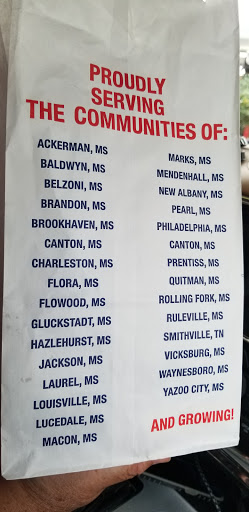 PROUDLY
SERVING
THE COMMUNITIES OF:
ACKERMAN, MS
BALDWYN, MS
BELZONI, MS
BRANDON, MS
BROOKHAVEN, MS
CANTON, MS
CHARLESTON, MS
FLORA, MS
FLOWOOD, MS
GLUCKSTADT, MS
HAZLEHURST, MS
JACKSON, MS
LAUREL, MS
LOUISVILLE, MS
LUCEDALE, MS
MACON, MS
MARKS, MS
MENDENHALL, MS
NEW ALBANY, MS
PEARL, MS
PHILADELPHIA, MS
CANTON, MS
PRENTISS, MS
QUITMAN, MS
ROLLING FORK, MS
RULEVILLE, MS
SMITHVILLE, TN
VICKSBURG, MS
WAYNESBORO, MS
YAZOO CITY, MS
AND GROWING!